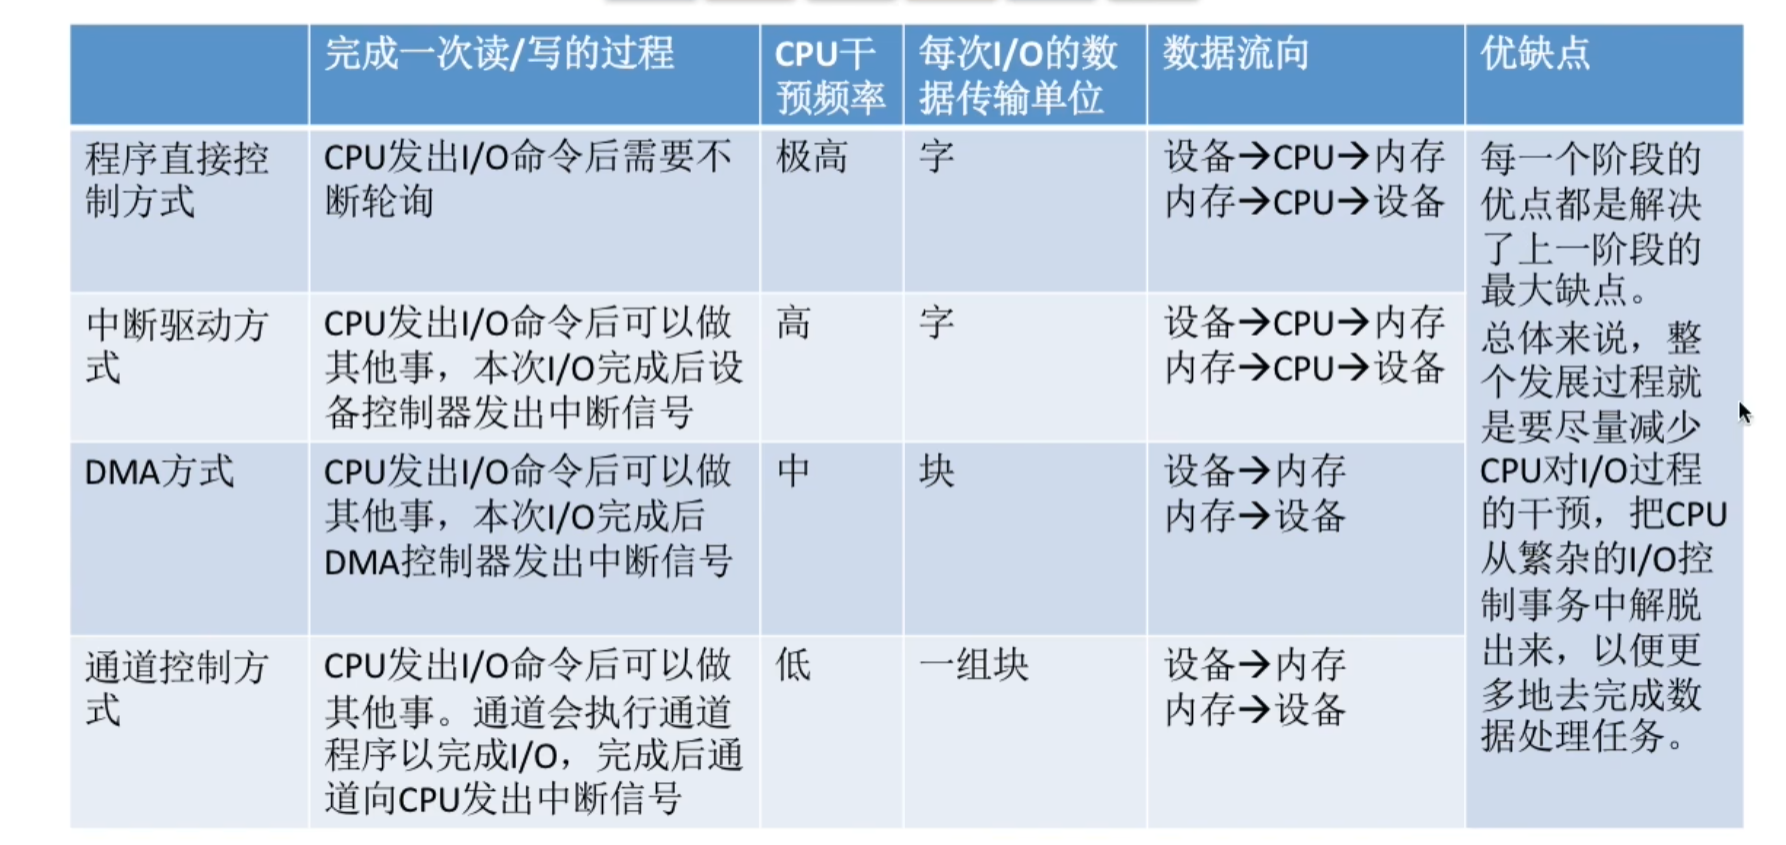 完成一次读/写的过程
CPU干
预频率
每次I/O的数
据传输单位
数据流向
优缺点
程序直接控
制方式
CPU发出I/O命令后需要不
断轮询
极高
字
设备→CPU→内存
内存→CPU→设备
每一个阶段的
优点都是解决
了上一阶段的
最大缺点。
总体来说，整
个发展过程就
是要尽量减少
CPU对I/O过程
的干预，把CPU
从繁杂的I/O控
制事务中解脱
出来，以便更
多地去完成数
据处理任务。
中断驱动方
式
CPU发出I/O命令后可以做
其他事，本次I/O完成后设
备控制器发出中断信号
高
字
设备→CPU→内存
内存→CPU→设备
DMA方式
CPU发出I/O命令后可以做
其他事，本次I/O完成后
DMA控制器发出中断信号
中
块
设备→内存
内存→设备
通道控制方
式
CPU发出I/O命令后可以做
其他事。通道会执行通道
程序以完成I/O，完成后通
道向CPU发出中断信号
低
一组块
设备→内存
内存→设备